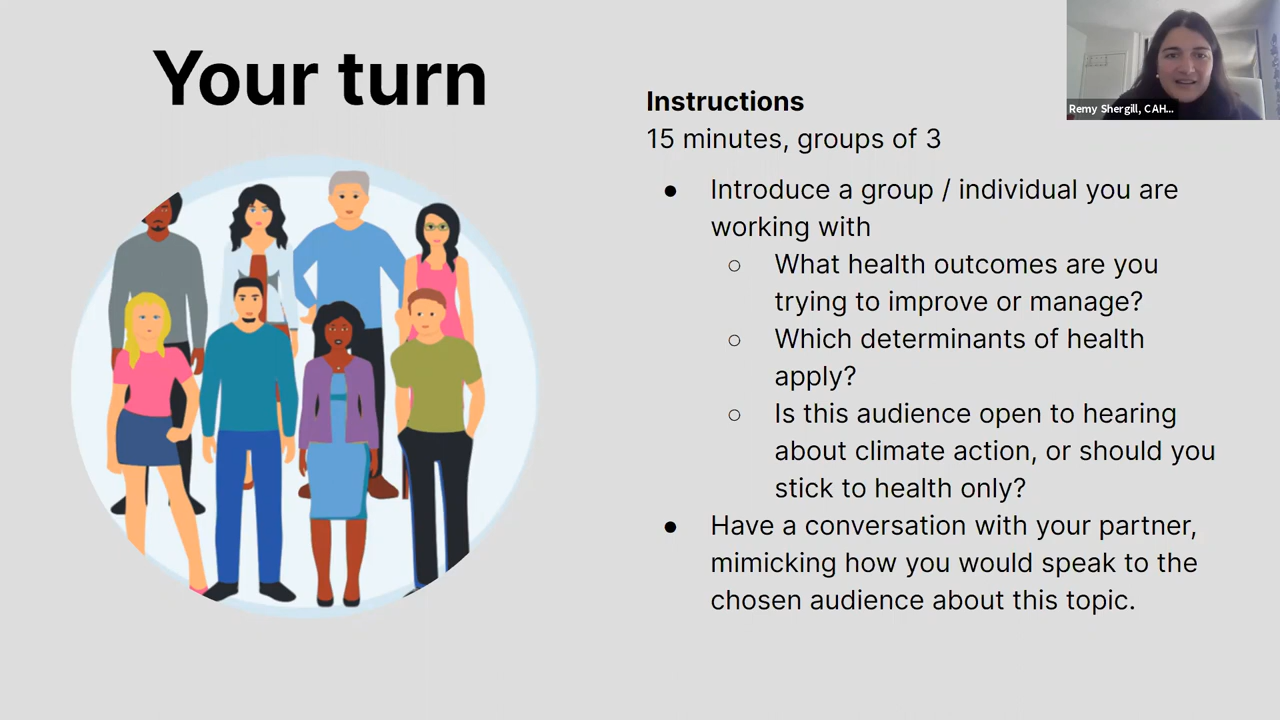 Your turn
Instructions
15 minutes, groups of 3
● Introduce a group / individual you are
working with
○ What health outcomes are you
trying to improve or manage?
○ Which determinants of health
apply?
○ Is this audience open to hearing
about climate action, or should you
stick to health only?
● Have a conversation with your partner,
mimicking how you would speak to the
chosen audience about this topic.
Remy Shergill, CAH...